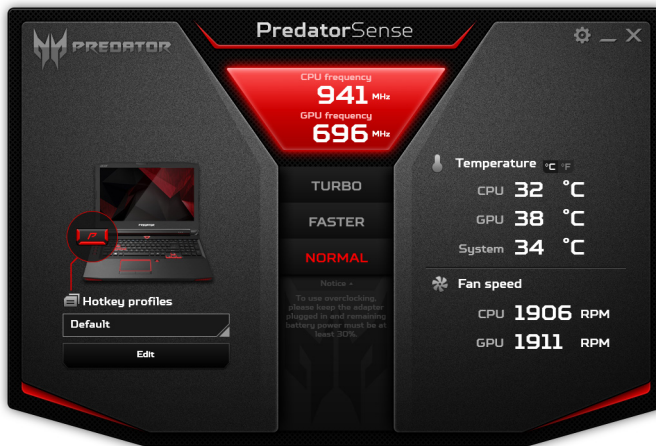 PredatorSense
PREDATOR
CPU frequency
941 MHz
GPU frequency
696 MHz
TURBO
FASTER
NORMAL
Notice
To use overclocking,
please keep the adapter
plugged in and remaining
battery power must be at
least 30%.
P
Hotkey profiles
Default
Edit
Temperature °C °F
CPU 32 °C
GPU 38 °C
System 34 °C
Fan speed
CPU 1906 RPM
GPU 1911 RPM